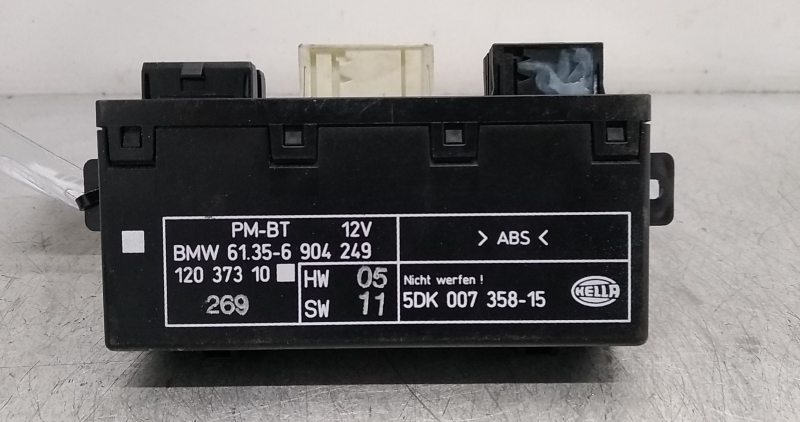 PM-BT 12V
BMW 61.35-6 904 249
120 373 10 HW 05
269 SW 11
> ABS <
Nicht werfen !
5DK 007 358-15
HELLA